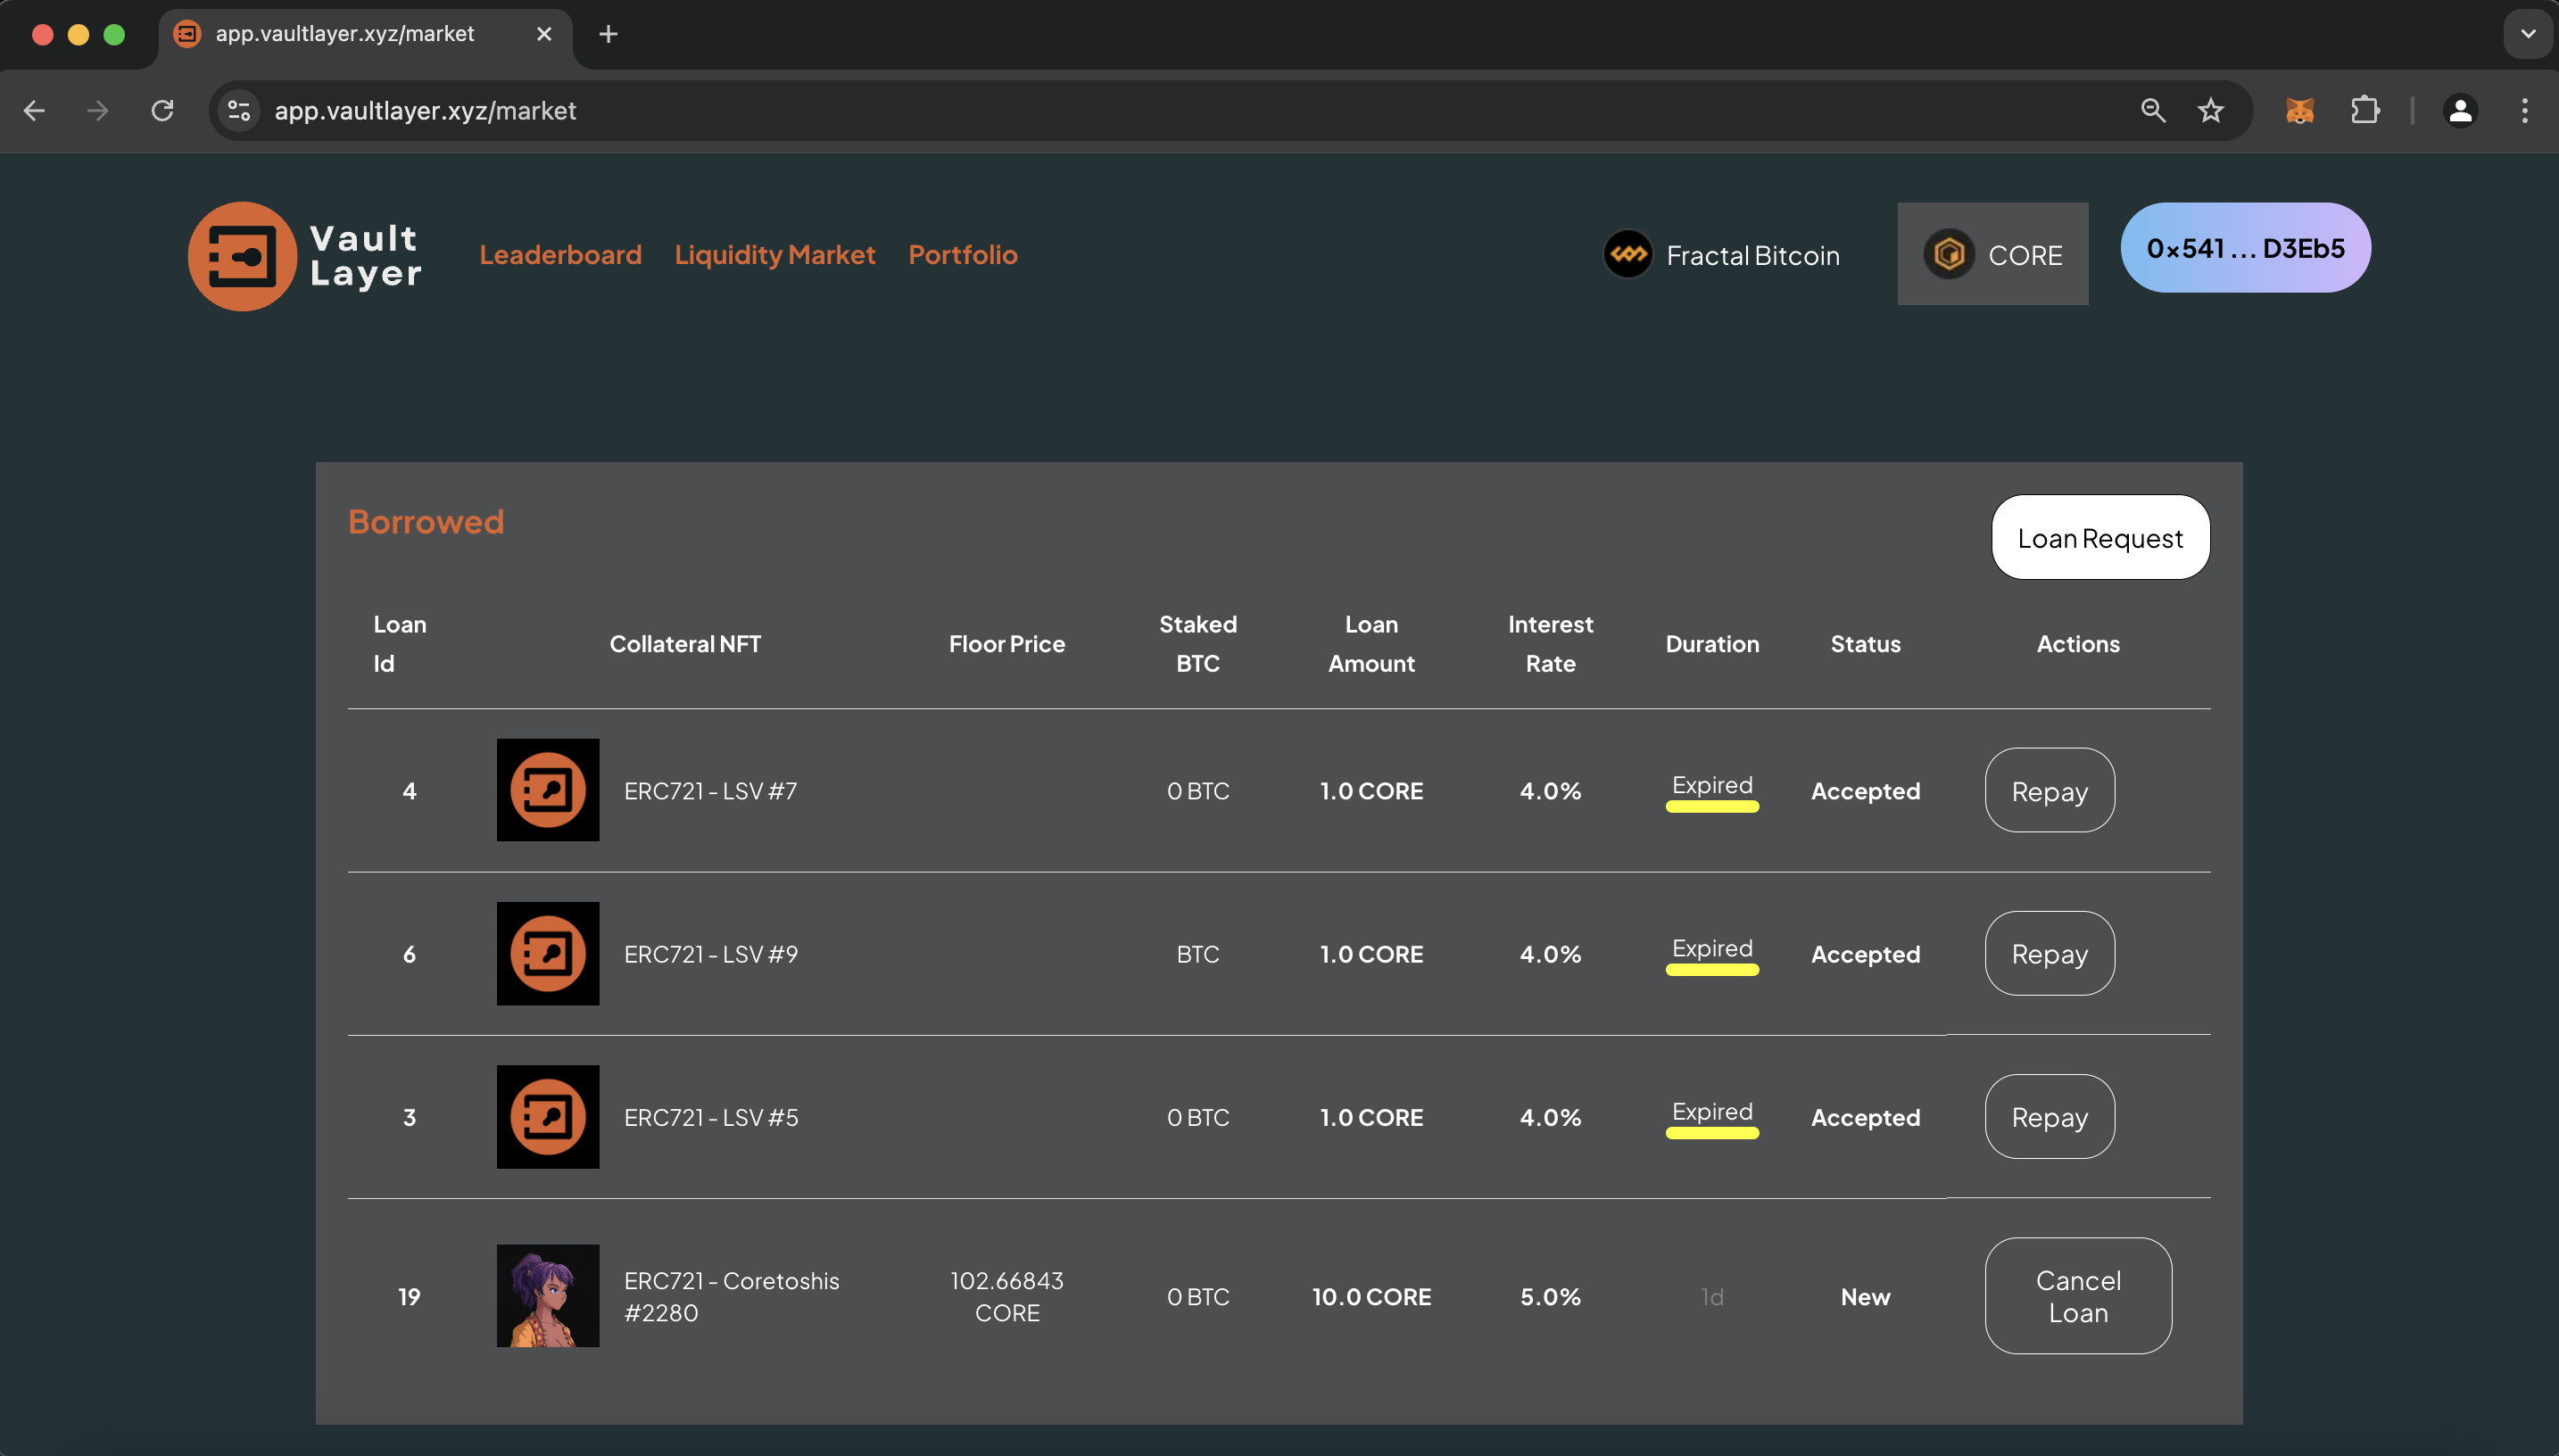 app.vaultlayer.xyz/market
app.vaultlayer.xyz/market
Vault
Layer
Leaderboard
Liquidity Market
Portfolio
Fractal Bitcoin
CORE
0x541 ... D3Eb5
Borrowed
Loan Request
Loan
Id
Collateral NFT
Floor Price
Staked
BTC
Loan
Amount
Interest
Rate
Duration
Status
Actions
4
ERC721 - LSV #7
0 BTC
1.0 CORE
4.0%
Expired
Accepted
Repay
6
ERC721 - LSV #9
BTC
1.0 CORE
4.0%
Expired
Accepted
Repay
3
ERC721 - LSV #5
0 BTC
1.0 CORE
4.0%
Expired
Accepted
Repay
19
ERC721 - Coretoshis
#2280
102.66843
CORE
0 BTC
10.0 CORE
5.0%
1d
New
Cancel
Loan